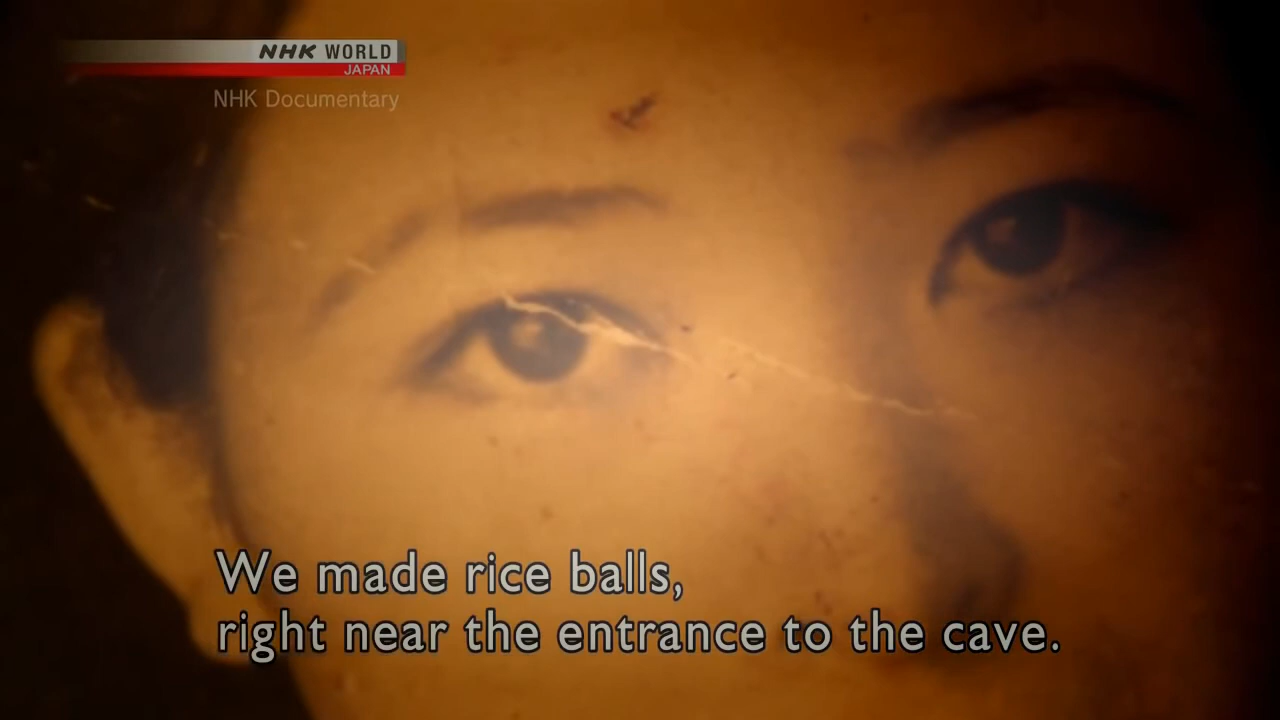 NHK WORLD
JAPAN
NHK Documentary
We made rice balls,
right near the entrance to the cave.